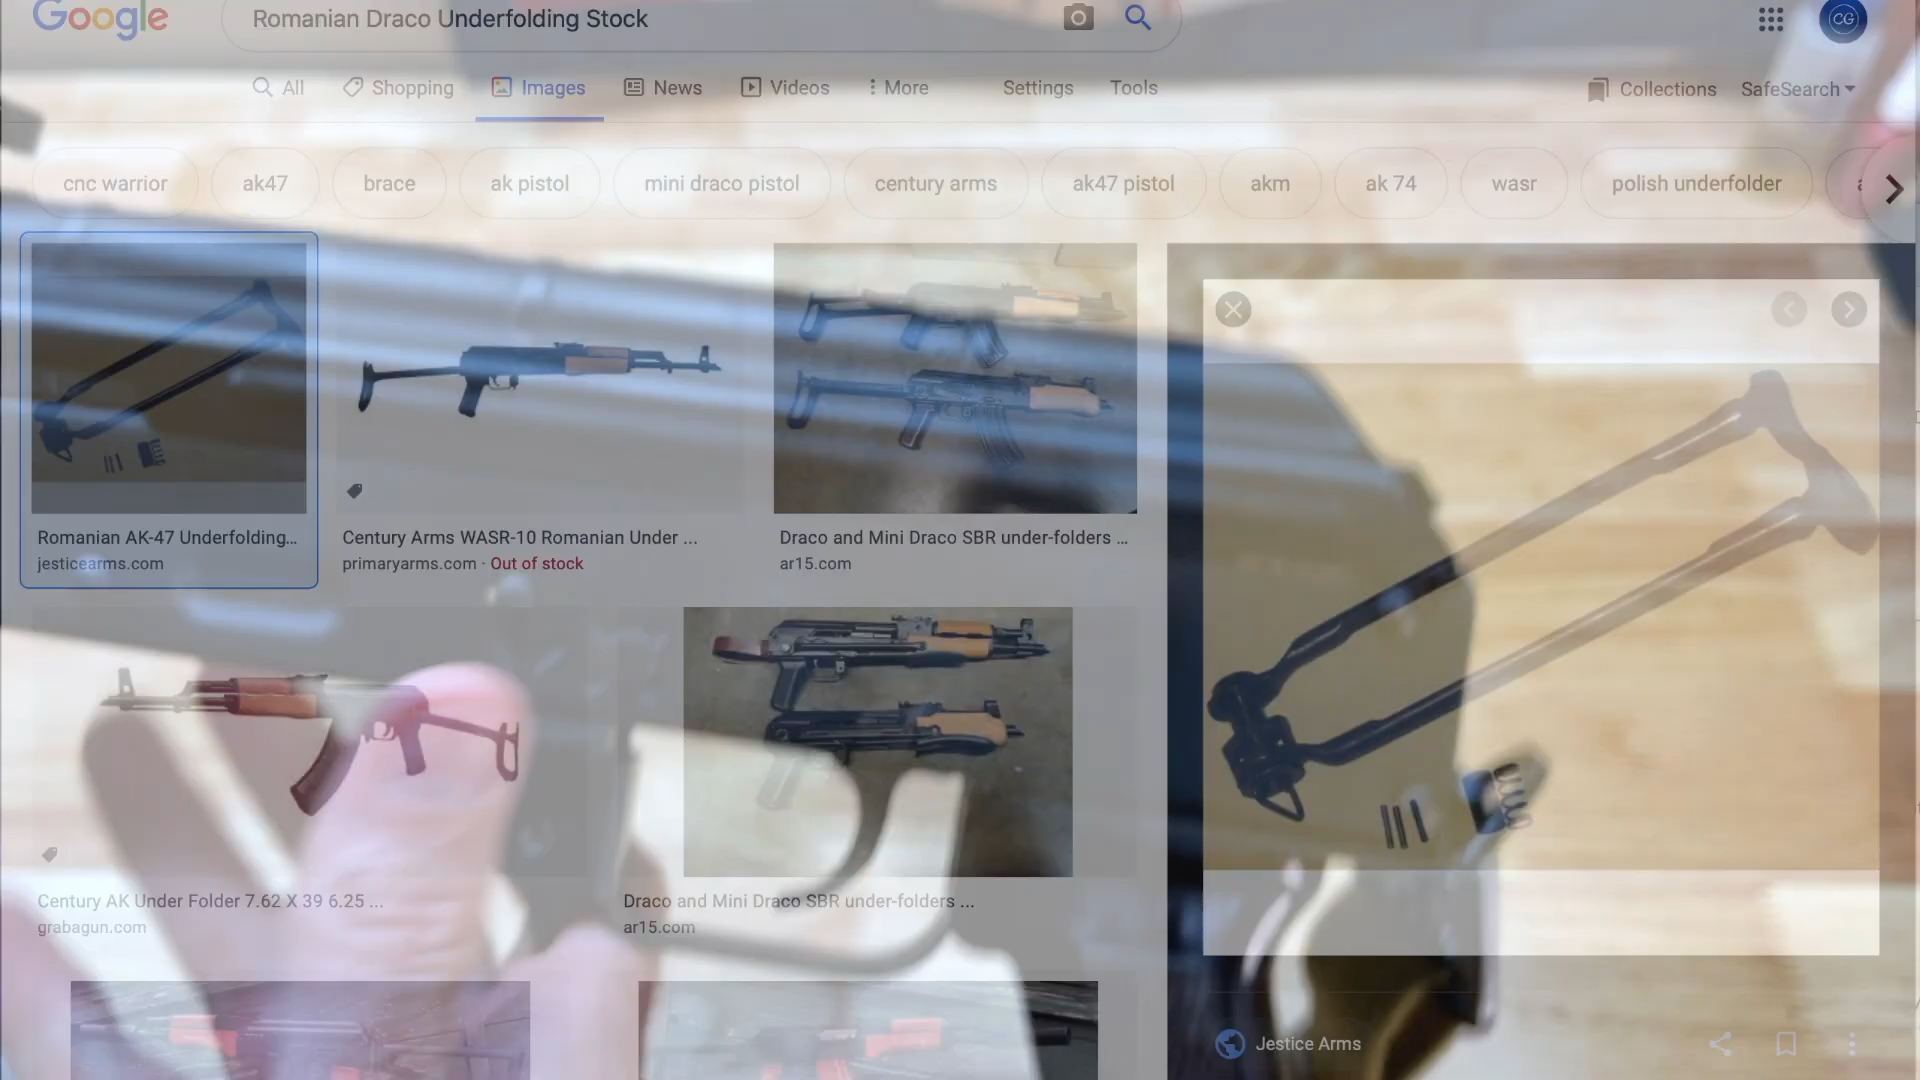 Google
Romanian Draco Underfolding Stock
CG
All
Shopping
Images
News
Videos
More
Settings
Tools
Collections
SafeSearch
cnc warrior
ak47
brace
ak pistol
mini draco pistol
century arms
ak47 pistol
akm
ak 74
wasr
polish underfolder
Romanian AK-47 Underfolding...
jesticearms.com
Century Arms WASR-10 Romanian Under ...
primaryarms.com · Out of stock
Draco and Mini Draco SBR under-folders ...
ar15.com
Century AK Under Folder 7.62 X 39 6.25 ...
grabagun.com
Draco and Mini Draco SBR under-folders ...
ar15.com
Jestice Arms